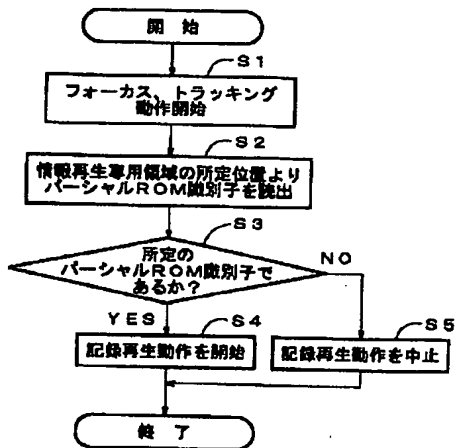 開 始
S1
フォーカス、トラッキング
動作開始
S2
情報再生専用領域の所定位置より
パーシャルROM識別子を読出
S3
所定の
パーシャルROM識別子で
あるか?
NO
YES
S4
記録再生動作を開始
S5
記録再生動作を中止
終 了